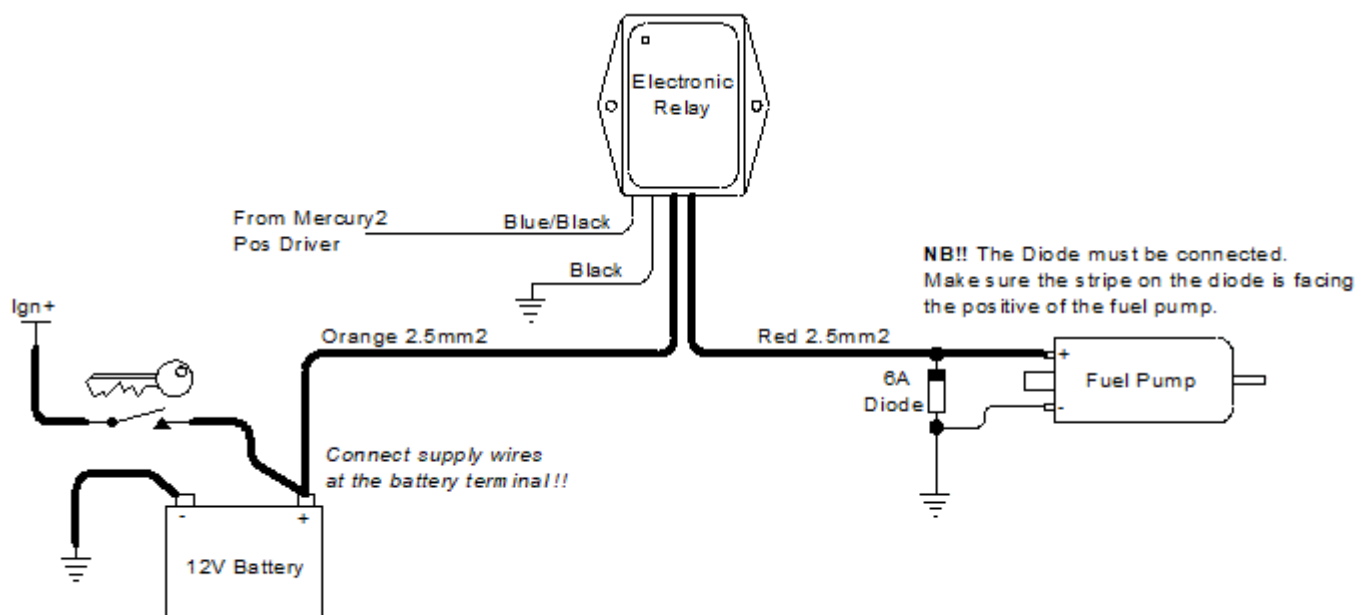 Electronic
Relay
From Mercury2
Pos Driver
Blue/Black
Black
NB!! The Diode must be connected.
Make sure the stripe on the diode is facing
the positive of the fuel pump.
Ign+
Orange 2.5mm2
Red 2.5mm2
+
Fuel Pump
-
6A
Diode
Connect supply wires
at the battery terminal!!
- +
12V Battery